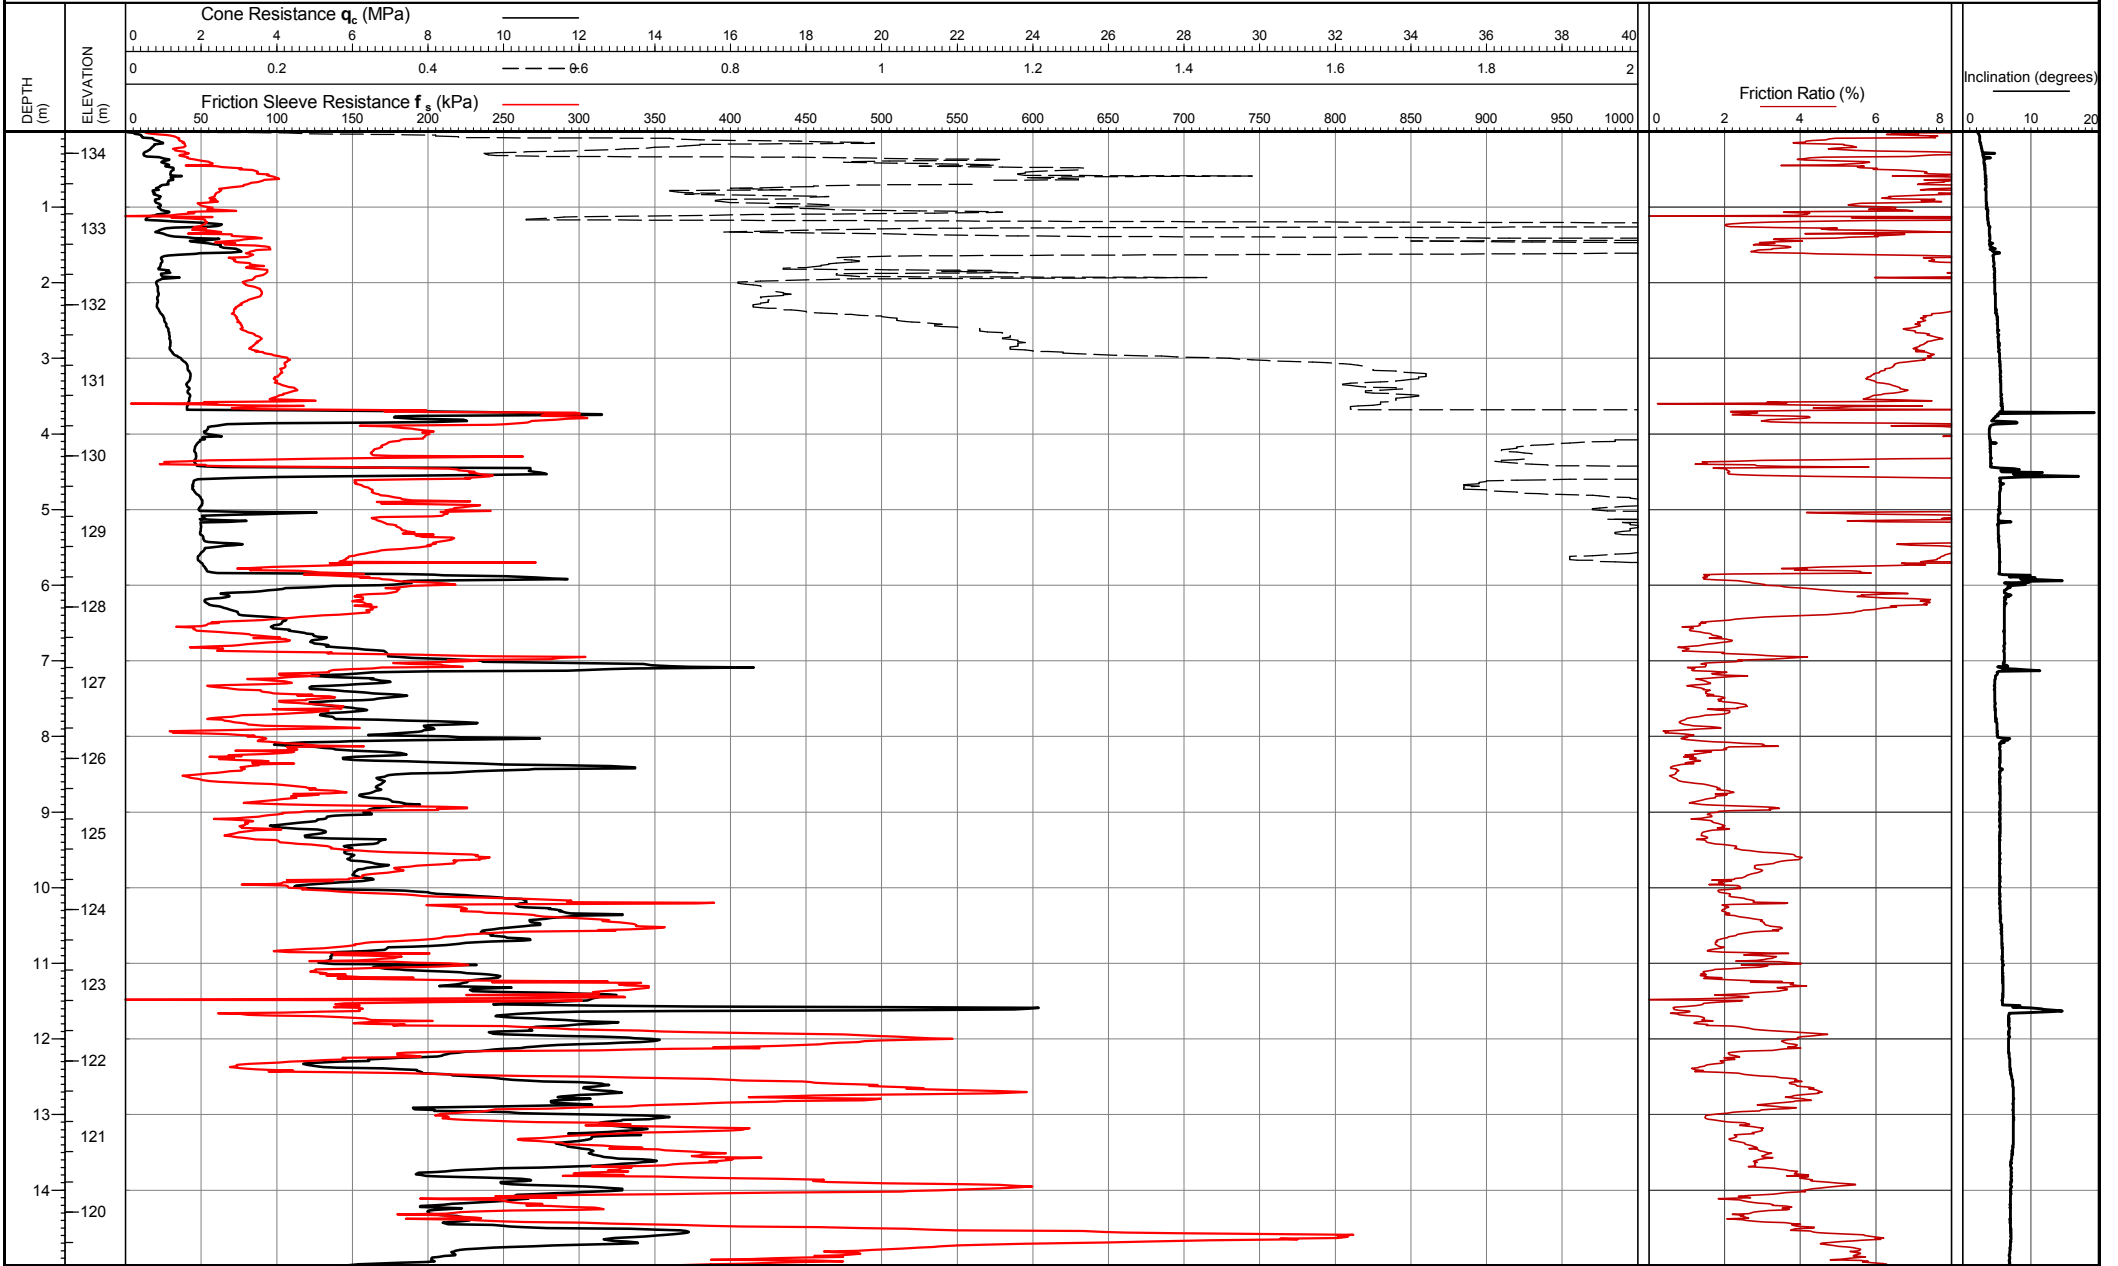 Cone Resistance qc (MPa)
0 2 4 6 8 10 12 14 16 18 20 22 24 26 28 30 32 34 36 38 40
0 0.2 0.4 0.6 0.8 1 1.2 1.4 1.6 1.8 2
Friction Sleeve Resistance fs (kPa)
50 100 150 200 250 300 350 400 450 500 550 600 650 700 750 800 850 900 950 1000
DEPTH
(m)
ELEVATION
(m)
Friction Ratio (%)
0 2 4 6 8
Inclination (degrees)
0 10 20
134
1
133
2
132
3
131
4
130
5
129
6
128
7
127
8
126
9
125
10
124
11
123
12
122
13
121
14
120